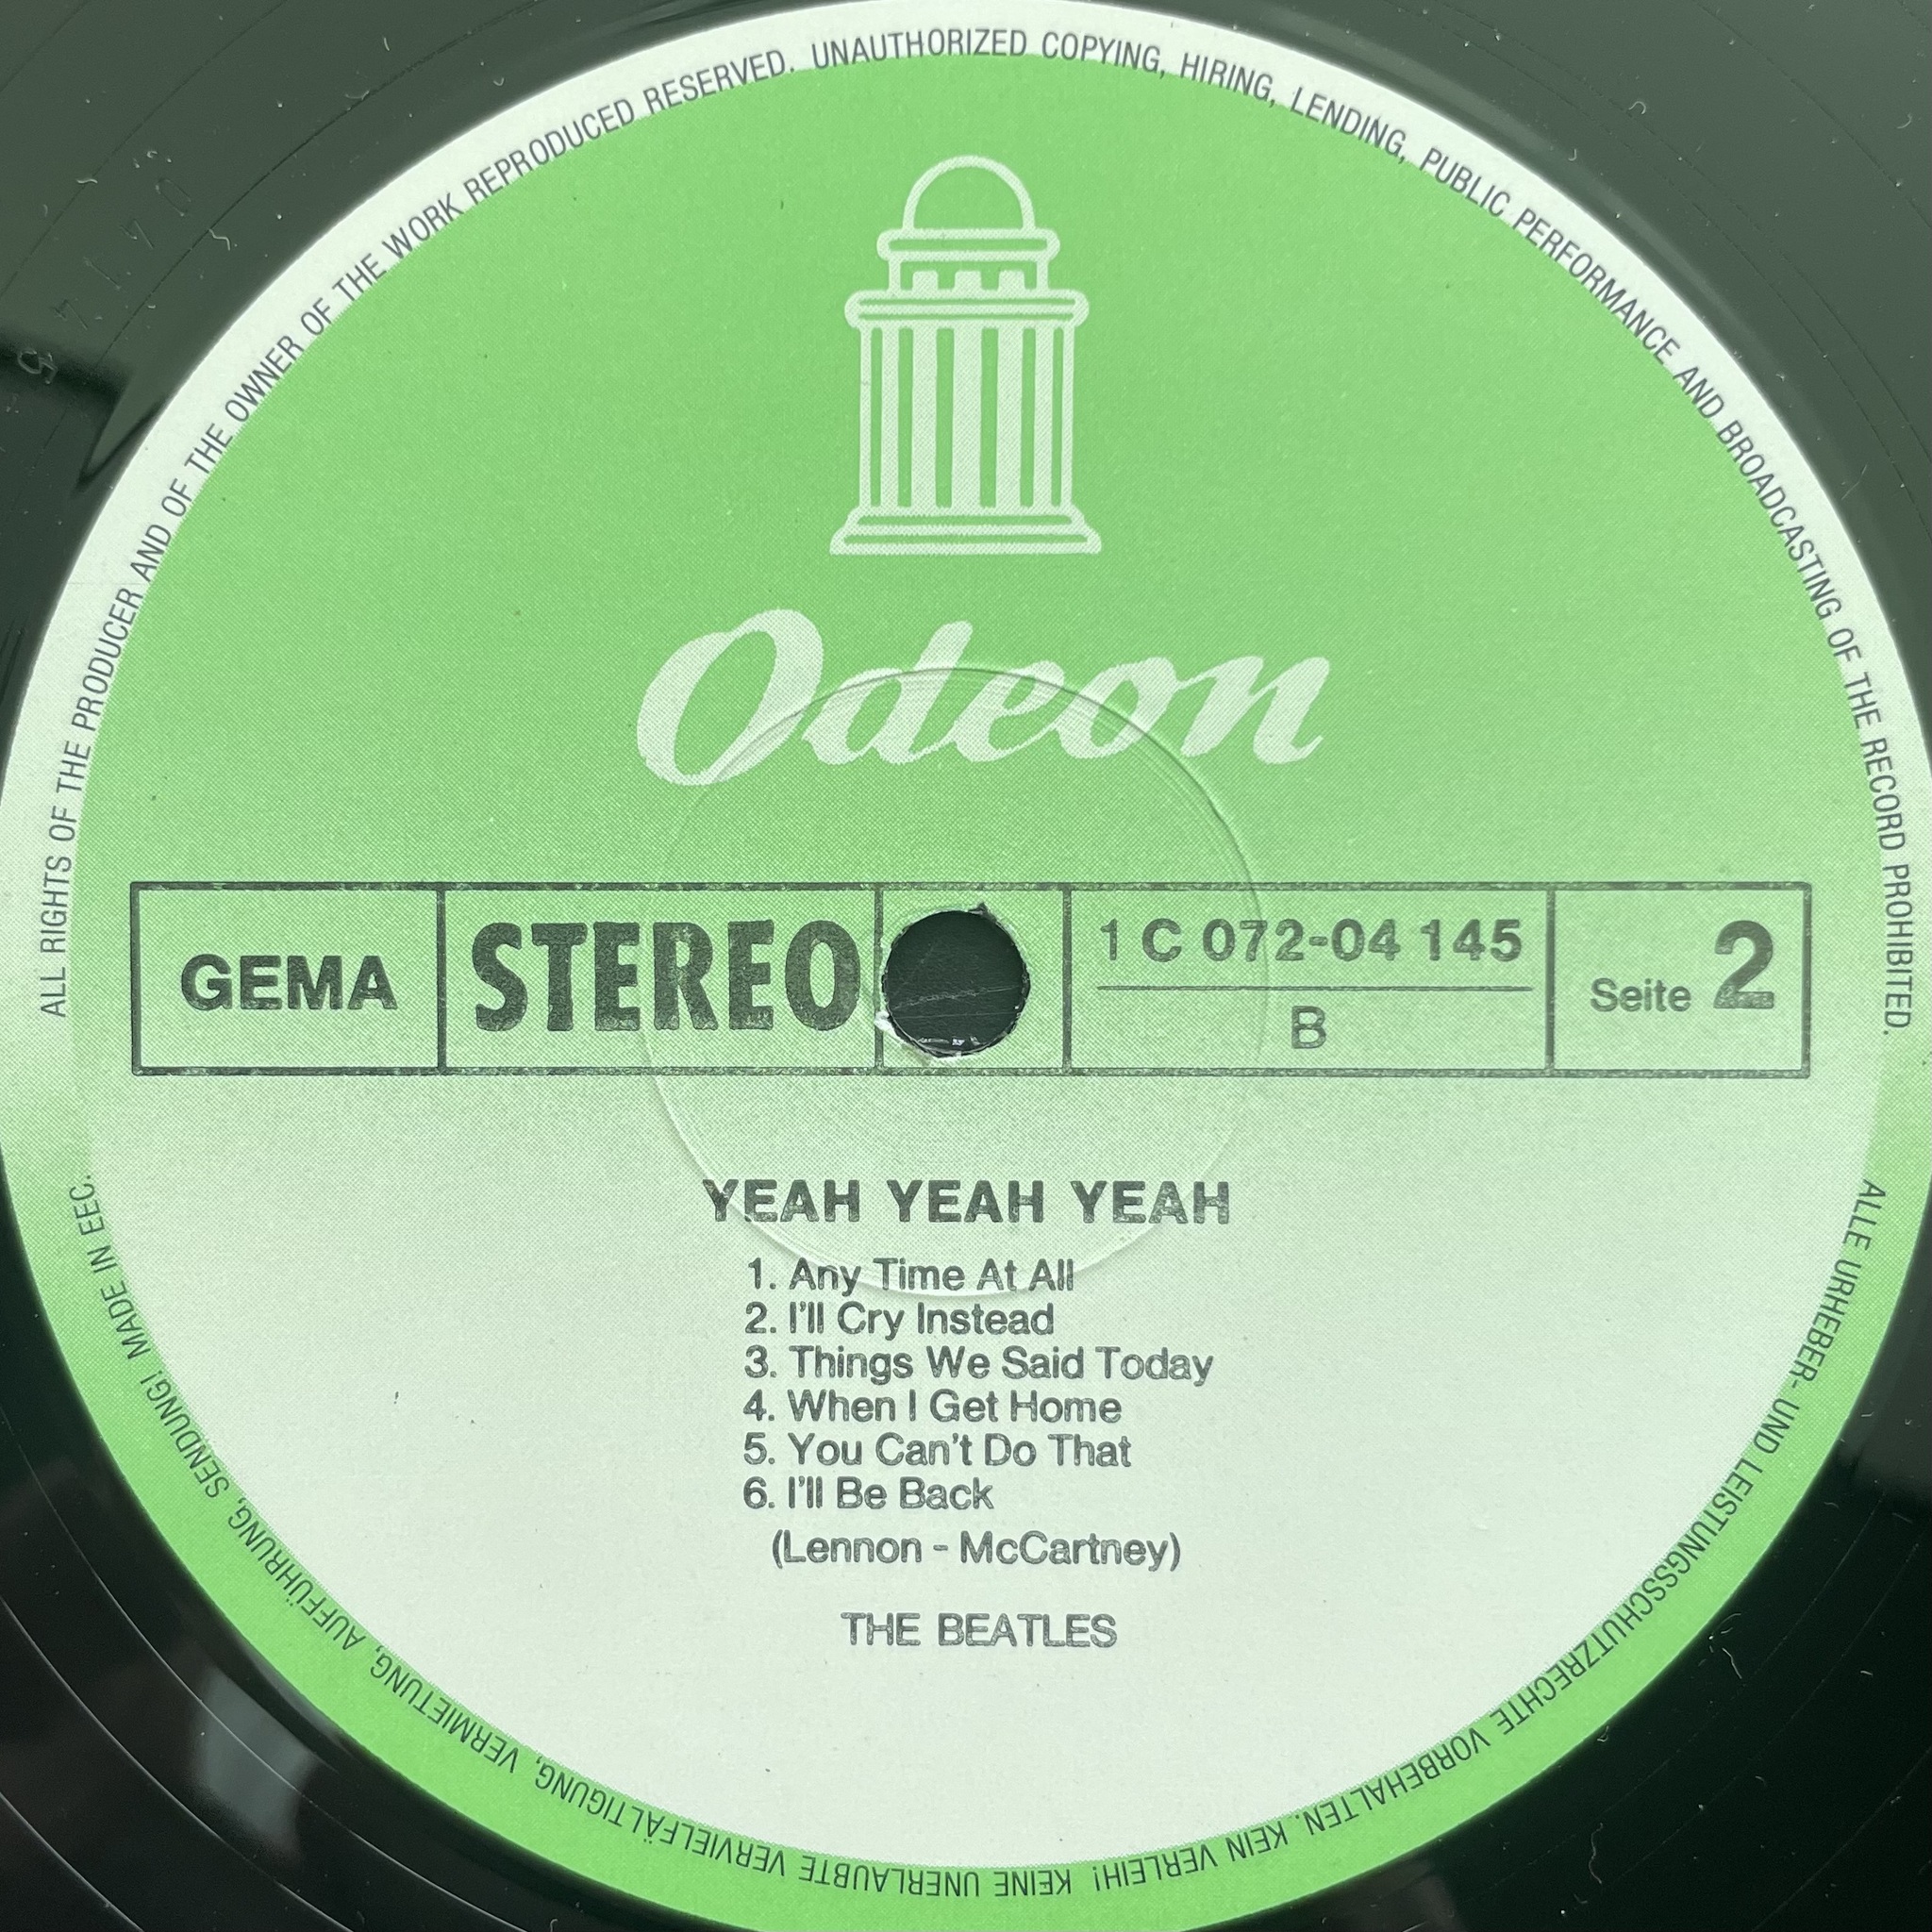 ALL RIGHTS OF THE PRODUCER AND OF THE OWNER OF THE WORK REPRODUCED RESERVED. UNAUTHORIZED COPYING, HIRING, LENDING, PUBLIC PERFORMANCE AND BROADCASTING OF THE RECORD PROHIBITED.
Odeon
GEMA
STEREO
1 C 072-04 145
B
Seite 2
YEAH YEAH YEAH
1. Any Time At All
2. I'll Cry Instead
3. Things We Said Today
4. When I Get Home
5. You Can't Do That
6. I'll Be Back
(Lennon - McCartney)
THE BEATLES
ALLE URHEBER- UND LEISTUNGSSCHUTZRECHTE VORBEHALTEN. KEIN VERLEIH! KEINE UNERLAUBTE VERVIELFÄLTIGUNG, VERMIETUNG, AUFFÜHRUNG, SENDUNG! MADE IN EEC.